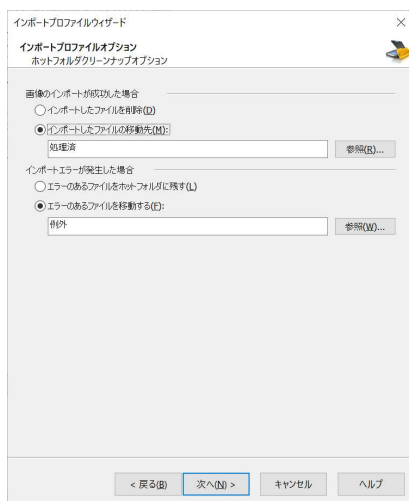 インポートプロファイルウィザード
インポートプロファイルオプション
ホットフォルダクリーンナップオプション
画像のインポートが成功した場合
インポートしたファイルを削除(D)
インポートしたファイルの移動先(M):
処理済
参照(R)...
インポートエラーが発生した場合
エラーのあるファイルをホットフォルダに残す(L)
エラーのあるファイルを移動する(F):
例外
参照(W)...
< 戻る(B)
次へ(N) >
キャンセル
ヘルプ